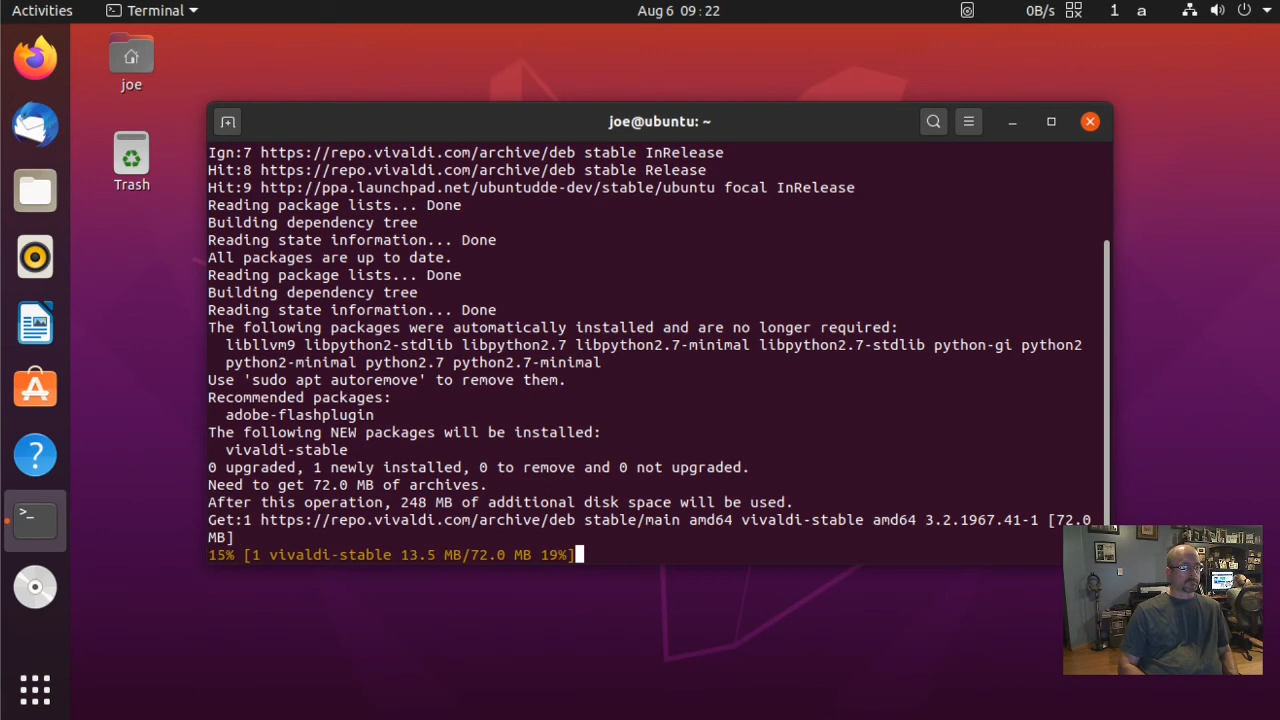 Activities
Terminal
Aug 6 09:22
0B/s
1
a
joe
Trash
joe@ubuntu: ~
Ign:7 https://repo.vivaldi.com/archive/deb stable InRelease
Hit:8 https://repo.vivaldi.com/archive/deb stable Release
Hit:9 http://ppa.launchpad.net/ubuntudde-dev/stable/ubuntu focal InRelease
Reading package lists... Done
Building dependency tree
Reading state information... Done
All packages are up to date.
Reading package lists... Done
Building dependency tree
Reading state information... Done
The following packages were automatically installed and are no longer required:
libllvm9 libpython2-stdlib libpython2.7 libpython2.7-minimal libpython2.7-stdlib python-gi python2
python2-minimal python2.7 python2.7-minimal
Use 'sudo apt autoremove' to remove them.
Recommended packages:
adobe-flashplugin
The following NEW packages will be installed:
vivaldi-stable
0 upgraded, 1 newly installed, 0 to remove and 0 not upgraded.
Need to get 72.0 MB of archives.
After this operation, 248 MB of additional disk space will be used.
Get:1 https://repo.vivaldi.com/archive/deb stable/main amd64 vivaldi-stable amd64 3.2.1967.41-1 [72.0
MB]
15% [1 vivaldi-stable 13.5 MB/72.0 MB 19%]